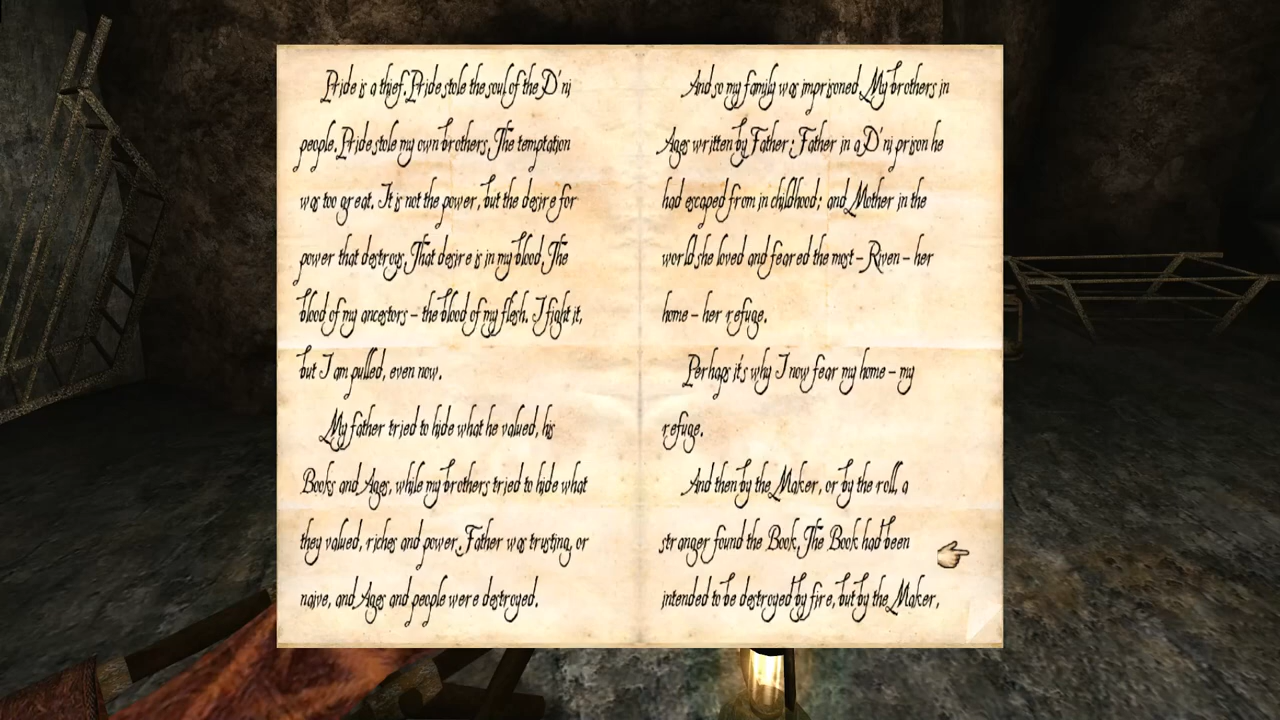 Pride is a thief. Pride stole the soul of the D'ni
people. Pride stole my own brothers. The temptation
was too great. It is not the power, but the desire for
power that destroys. That desire is in my blood. The
blood of my ancestors – the blood of my flesh. I fight it,
but I am pulled, even now.
My father tried to hide what he valued, his
Books and Ages, while my brothers tried to hide what
they valued, riches and power. Father was trusting, or
naive, and Ages and people were destroyed.
And so my family was imprisoned. My brothers in
Ages written by Father; Father in a D'ni prison he
had escaped from in childhood; and Mother in the
world she loved and feared the most – Riven – her
home – her refuge.
Perhaps it's why I now fear my home – my
refuge.
And then by the Maker, or by the roll, a
stranger found the Book. The Book had been
intended to be destroyed by fire, but by the Maker,